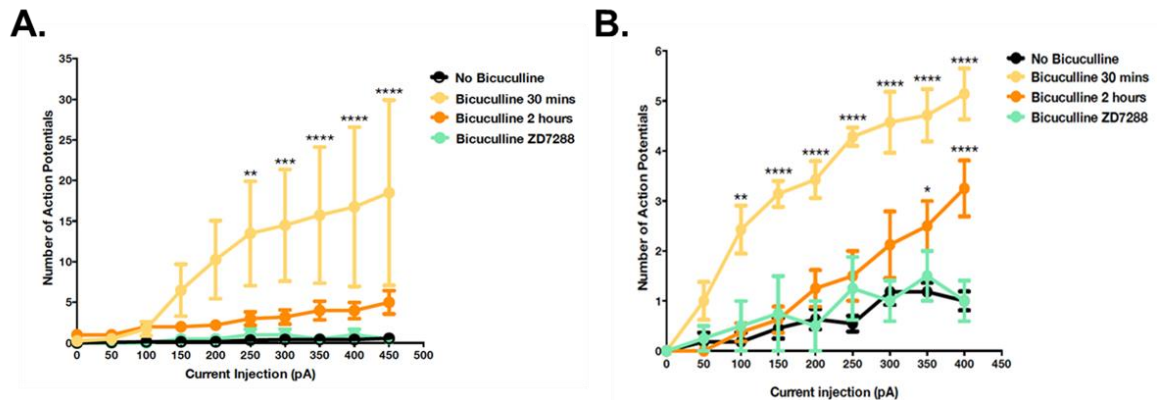 A.
35
30
25
20
15
10
5
0
0 50 100 150 200 250 300 350 400 450 500
Number of Action Potentials
Current Injection (pA)
** *** **** **** ****
No Bicuculline
Bicuculline 30 mins
Bicuculline 2 hours
Bicuculline ZD7288
B.
6
5
4
3
2
1
0
0 50 100 150 200 250 300 350 400 450
Number of Action Potentials
Current injection (pA)
** **** **** **** **** **** ****
* ****
No Bicuculline
Bicuculline 30 mins
Bicuculline 2 hours
Bicuculline ZD7288